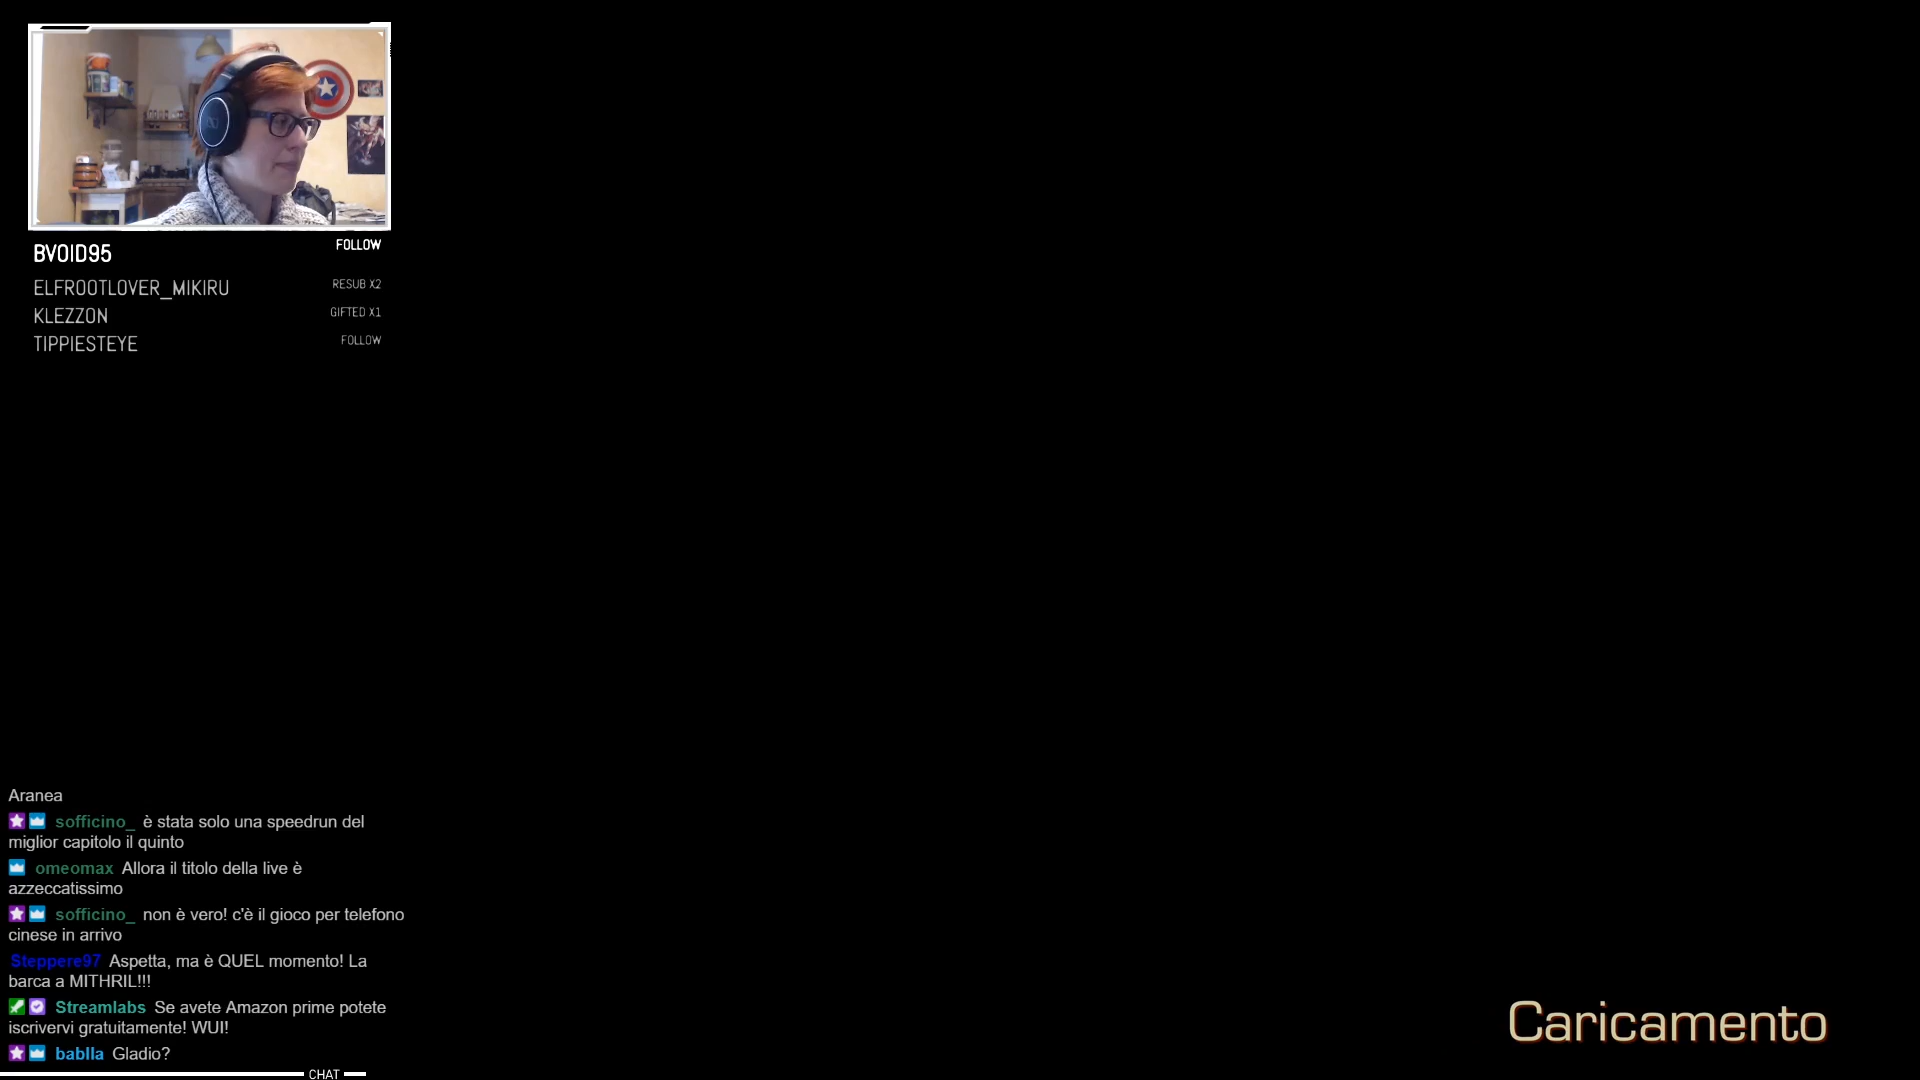 BVOID95 FOLLOW
ELFROOTLOVER_MIKIRU RESUB X2
KLEZZON GIFTED X1
TIPPIESTEYE FOLLOW
Aranea
sofficino_ è stata solo una speedrun del
miglior capitolo il quinto
omeomax Allora il titolo della live è
azzeccatissimo
sofficino_ non è vero! c'è il gioco per telefono
cinese in arrivo
Steppere97 Aspetta, ma è QUEL momento! La
barca a MITHRIL!!!
Streamlabs Se avete Amazon prime potete
iscrivervi gratuitamente! WUI!
bablla Gladio?
CHAT
Caricamento